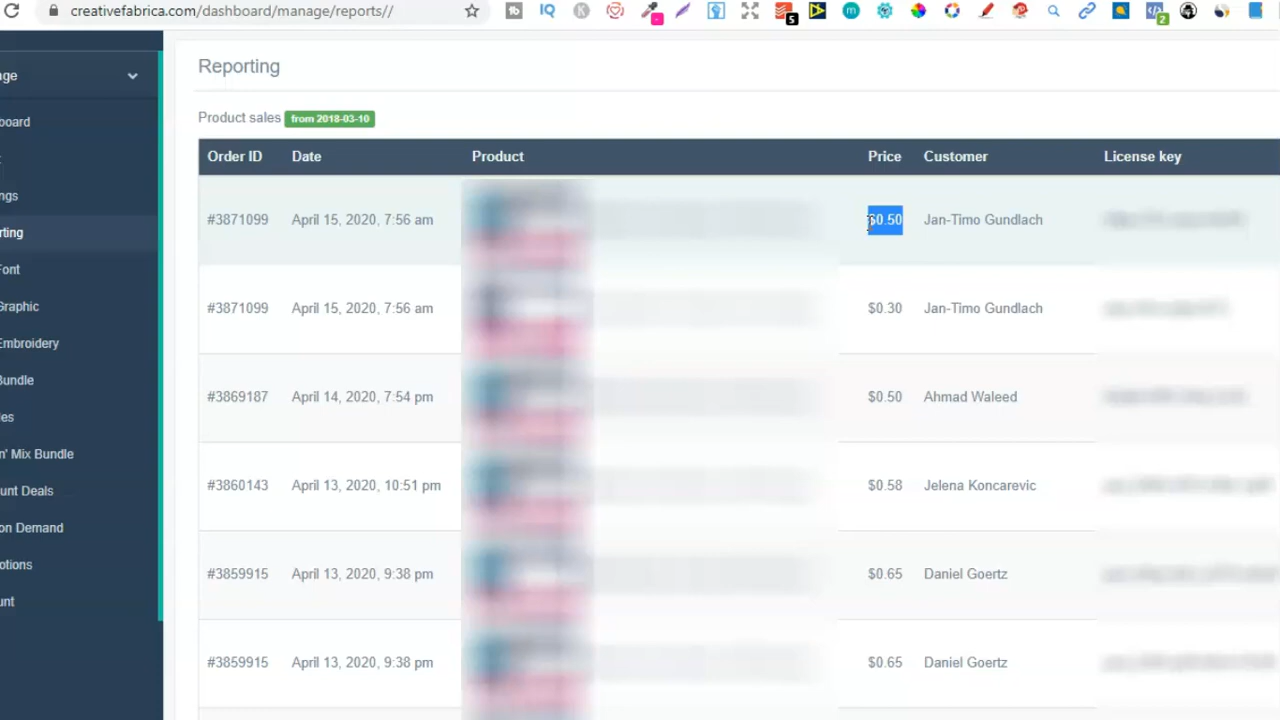 creativefabrica.com/dashboard/manage/reports//
5
2
ge
board
ngs
rting
Font
Graphic
Embroidery
Bundle
les
n' Mix Bundle
unt Deals
on Demand
otions
unt
Reporting
Product sales from 2018-03-10
Order ID Date Product Price Customer License key
#3871099 April 15, 2020, 7:56 am $0.50 Jan-Timo Gundlach
#3871099 April 15, 2020, 7:56 am $0.30 Jan-Timo Gundlach
#3869187 April 14, 2020, 7:54 pm $0.50 Ahmad Waleed
#3860143 April 13, 2020, 10:51 pm $0.58 Jelena Koncarevic
#3859915 April 13, 2020, 9:38 pm $0.65 Daniel Goertz
#3859915 April 13, 2020, 9:38 pm $0.65 Daniel Goertz